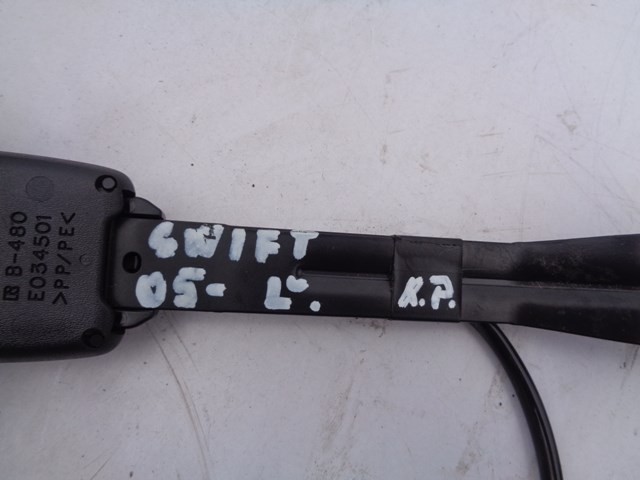 B-480
E034501
>PP/PE<
SWIFT
05- L".
K.P.